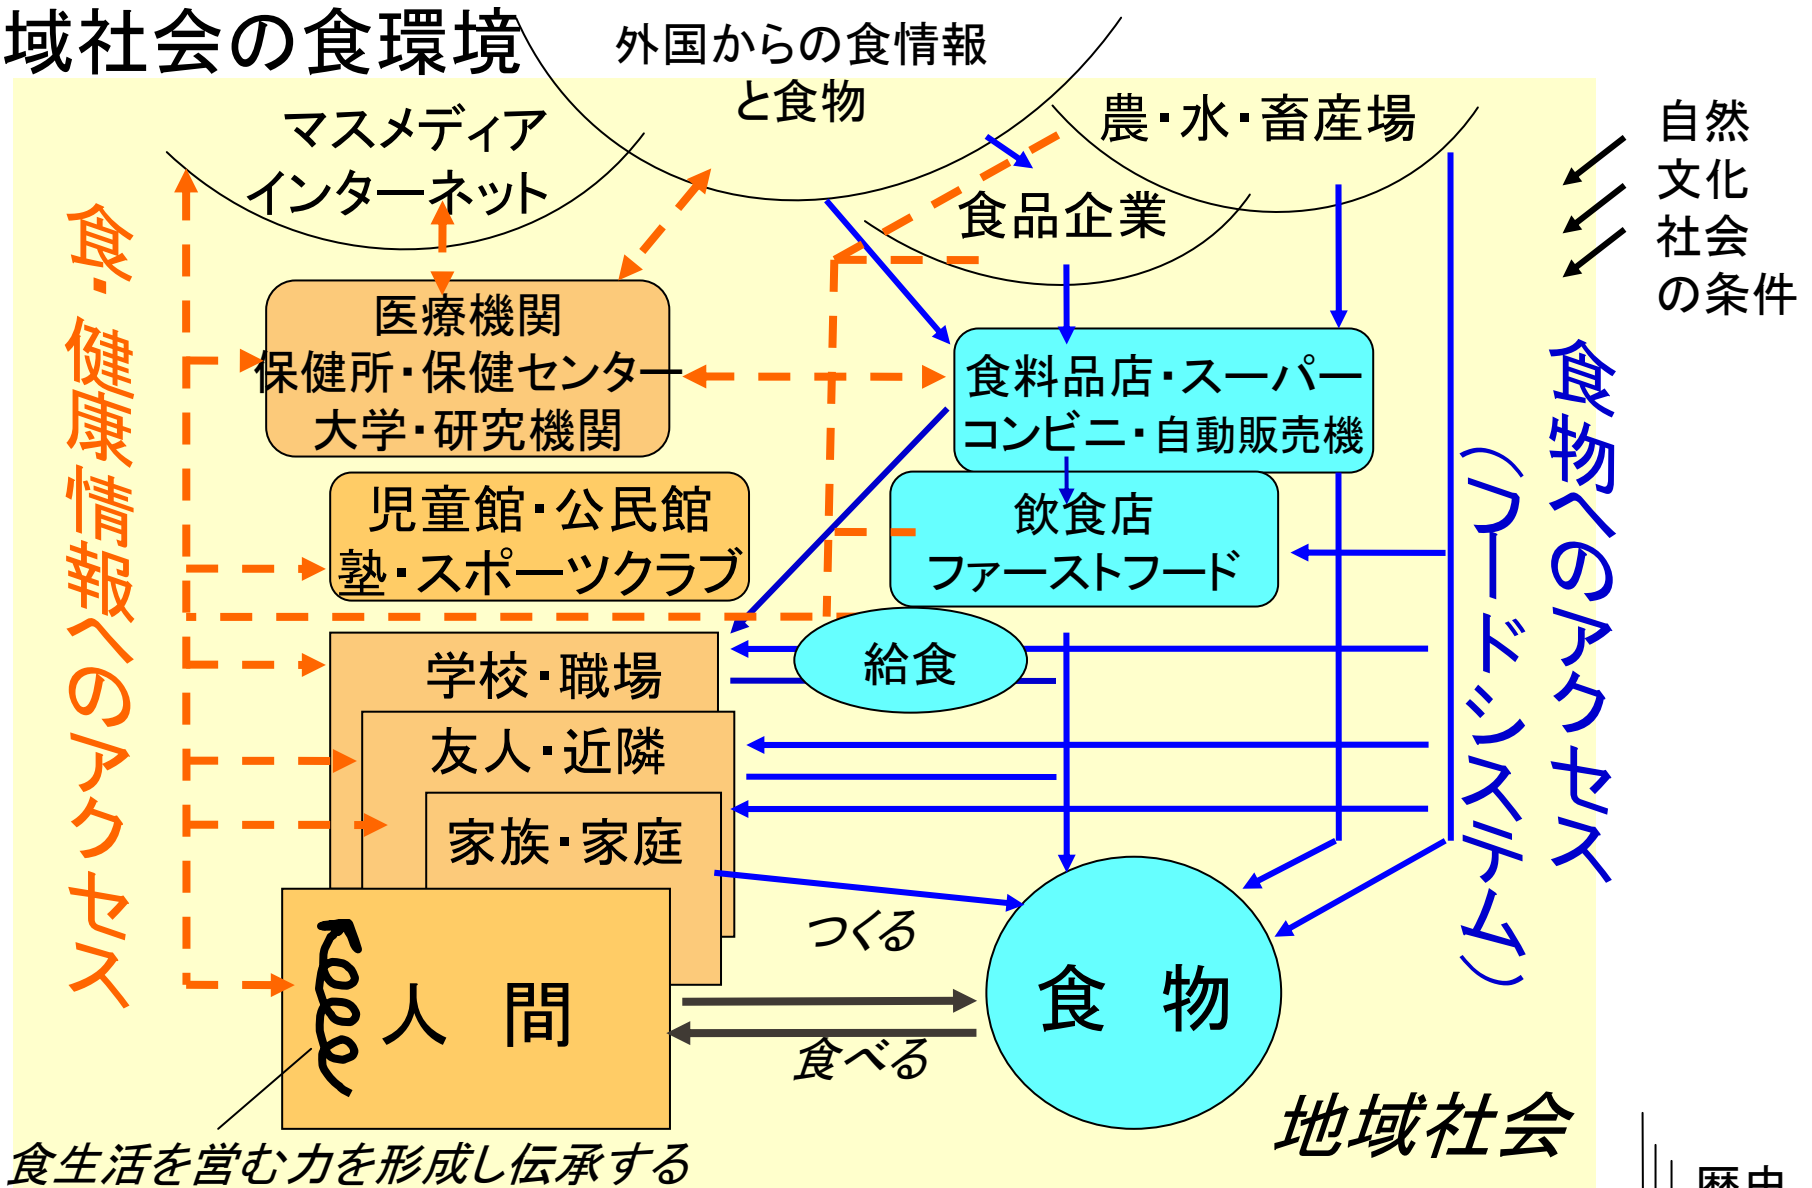 域社会の食環境
外国からの食情報
と食物
マスメディア
インターネット
農・水・畜産場
食品企業
自然
文化
社会
の条件
食・健康情報へのアクセス
医療機関
保健所・保健センター
大学・研究機関
食料品店・スーパー
コンビニ・自動販売機
児童館・公民館
塾・スポーツクラブ
飲食店
ファーストフード
食物へのアクセス
（フードシステム）
学校・職場
給食
友人・近隣
家族・家庭
つくる
人 間
食 物
食べる
地域社会
食生活を営む力を形成し伝承する
歴史